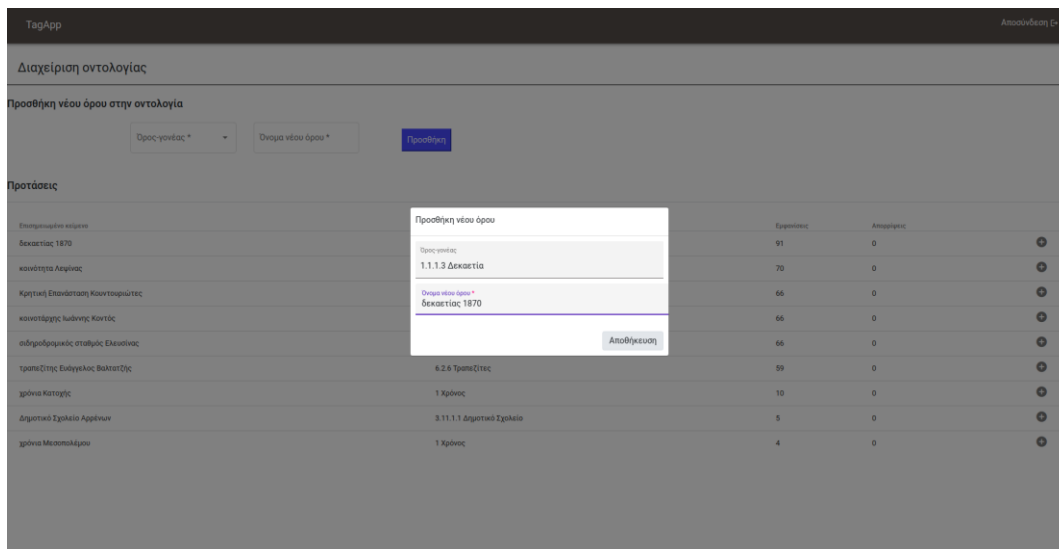 TagApp
Αποσύνδεση
Διαχείριση οντολογίας
Προσθήκη νέου όρου στην οντολογία
Όρος-γονέας *
Όνομα νέου όρου *
Προσθήκη
Προτάσεις
Επισημειωμένο κείμενο Εμφανίσεις Απορρίψεις
δεκαετίας 1870 91 0
κοινότητα Λεψίνας 70 0
Κρητική Επανάσταση Κουντουριώτες 66 0
κοινοτάρχης Ιωάννης Κοντός 66 0
σιδηροδρομικός σταθμός Ελευσίνας 66 0
τραπεζίτης Ευάγγελος Βαλτατζής 6.2.6 Τραπεζίτες 59 0
χρόνια Κατοχής 1 Χρόνος 10 0
Δημοτικό Σχολείο Αρρένων 3.11.1.1 Δημοτικό Σχολείο 5 0
χρόνια Μεσοπολέμου 1 Χρόνος 4 0
Προσθήκη νέου όρου
Όρος-γονέας
1.1.1.3 Δεκαετία
Όνομα νέου όρου *
δεκαετίας 1870
Αποθήκευση